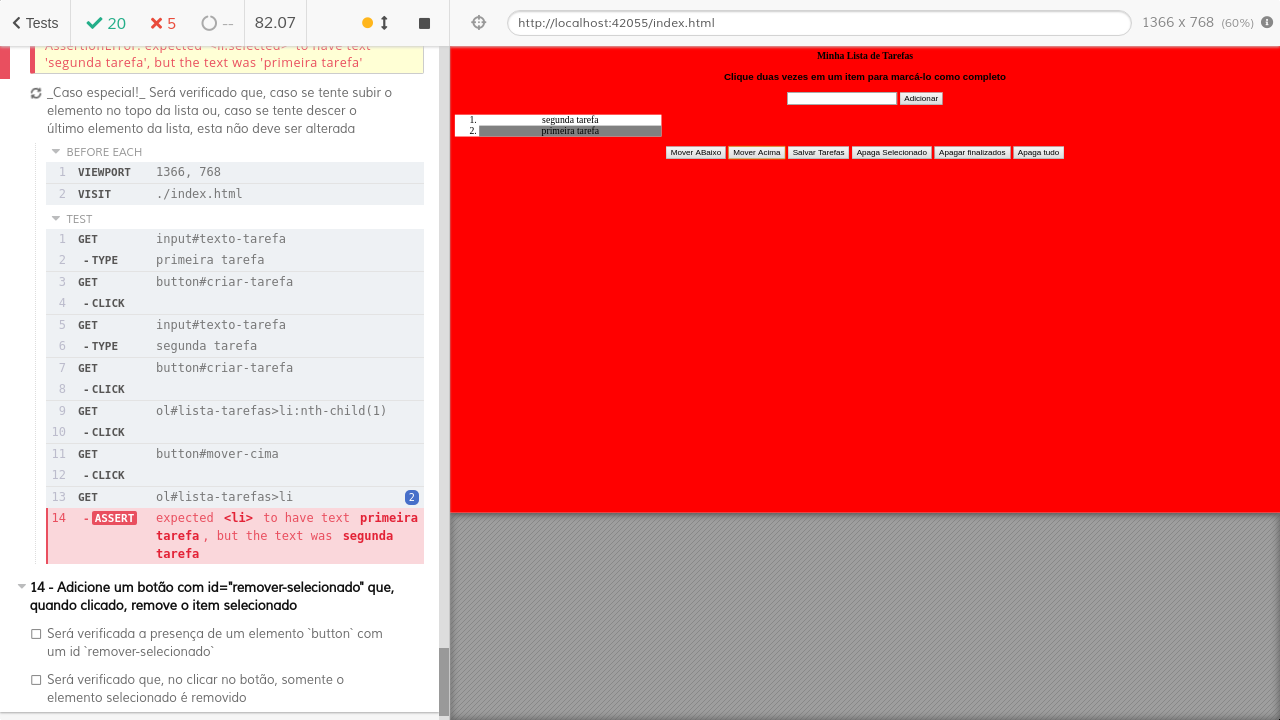 Tests
20
5
--
82.07
http://localhost:42055/index.html
1366 x 768 (60%)
AssertionError: expected '<li.selected>' to have text
'segunda tarefa', but the text was 'primeira tarefa'
_Caso especial!_ Será verificado que, caso se tente subir o
elemento no topo da lista ou, caso se tente descer o
último elemento da lista, esta não deve ser alterada
BEFORE EACH
1 VIEWPORT 1366, 768
2 VISIT ./index.html
TEST
1 GET input#texto-tarefa
2 -TYPE primeira tarefa
3 GET button#criar-tarefa
4 -CLICK
5 GET input#texto-tarefa
6 -TYPE segunda tarefa
7 GET button#criar-tarefa
8 -CLICK
9 GET ol#lista-tarefas>li:nth-child(1)
10 -CLICK
11 GET button#mover-cima
12 -CLICK
13 GET ol#lista-tarefas>li 2
14 -ASSERT expected <li> to have text primeira
tarefa, but the text was segunda
tarefa
14 - Adicione um botão com id="remover-selecionado" que,
quando clicado, remove o item selecionado
Será verificada a presença de um elemento `button` com
um id `remover-selecionado`
Será verificado que, no clicar no botão, somente o
elemento selecionado é removido
Minha Lista de Tarefas
Clique duas vezes em um item para marcá-lo como completo
Adicionar
1. segunda tarefa
2. primeira tarefa
Mover ABaixo Mover Acima Salvar Tarefas Apaga Selecionado Apagar finalizados Apaga tudo